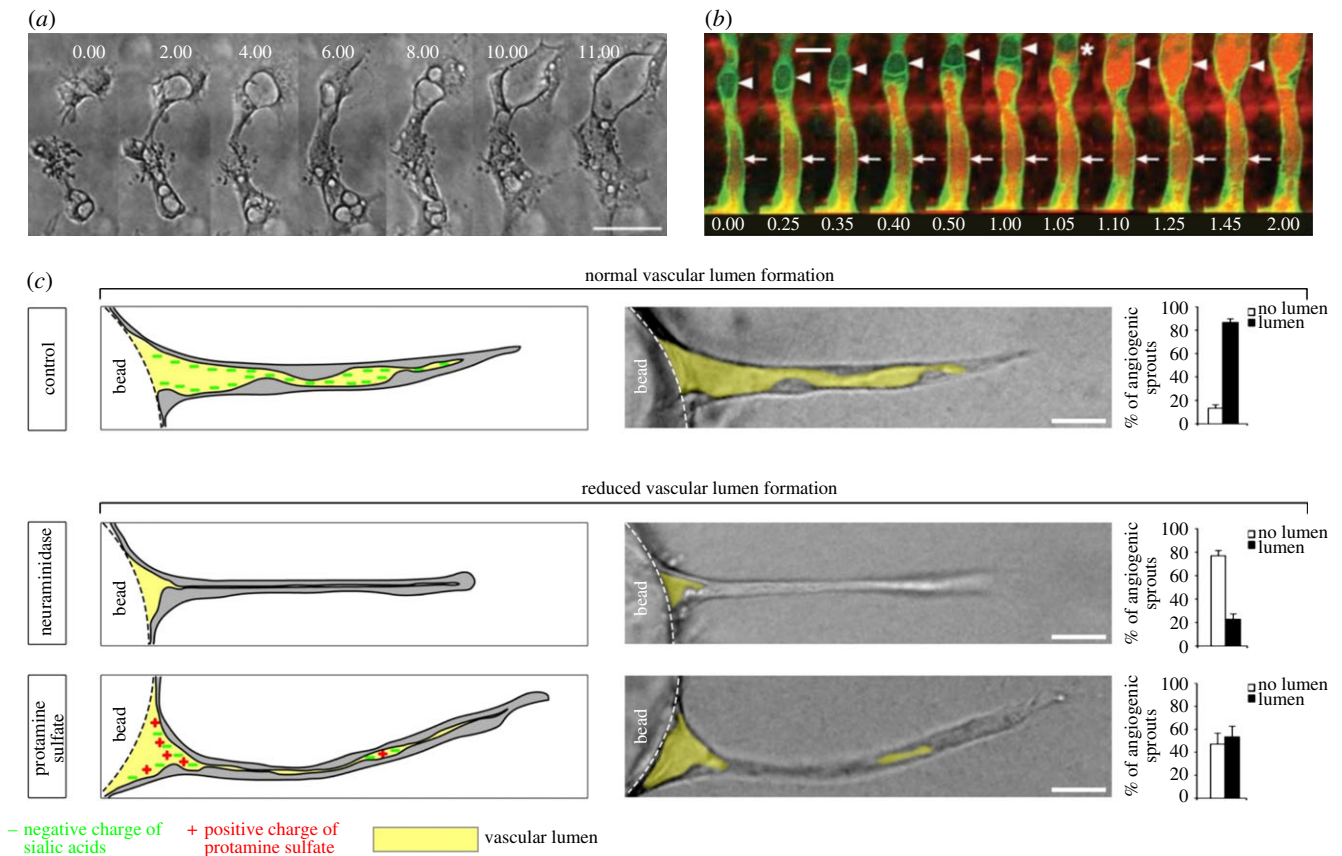 (a)
0.00 2.00 4.00 6.00 8.00 10.00 11.00
(b)
*
0.00 0.25 0.35 0.40 0.50 1.00 1.05 1.10 1.25 1.45 2.00
(c)
normal vascular lumen formation
control
bead
bead
% of angiogenic
sprouts
100
80
60
40
20
0
no lumen
lumen
reduced vascular lumen formation
neuraminidase
bead
bead
% of angiogenic
sprouts
100
80
60
40
20
0
no lumen
lumen
protamine
sulfate
bead
bead
% of angiogenic
sprouts
100
80
60
40
20
0
no lumen
lumen
– negative charge of
sialic acids
+ positive charge of
protamine sulfate
vascular lumen